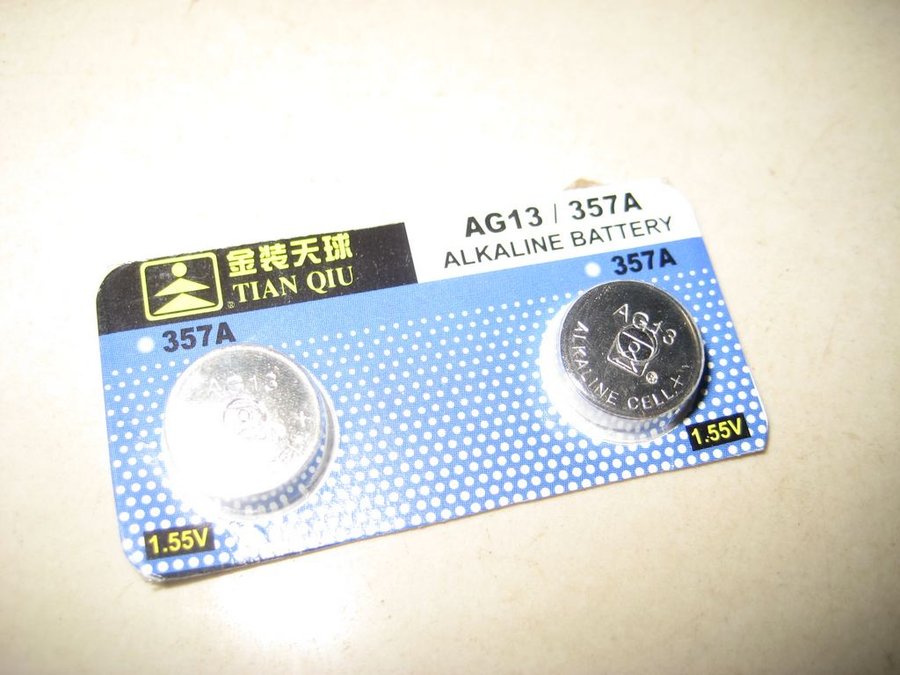 金装天球
TIAN QIU
®
AG13 / 357A
ALKALINE BATTERY
357A
357A
AG13
+
AG13
ALKALINE CELL+
1.55V
1.55V